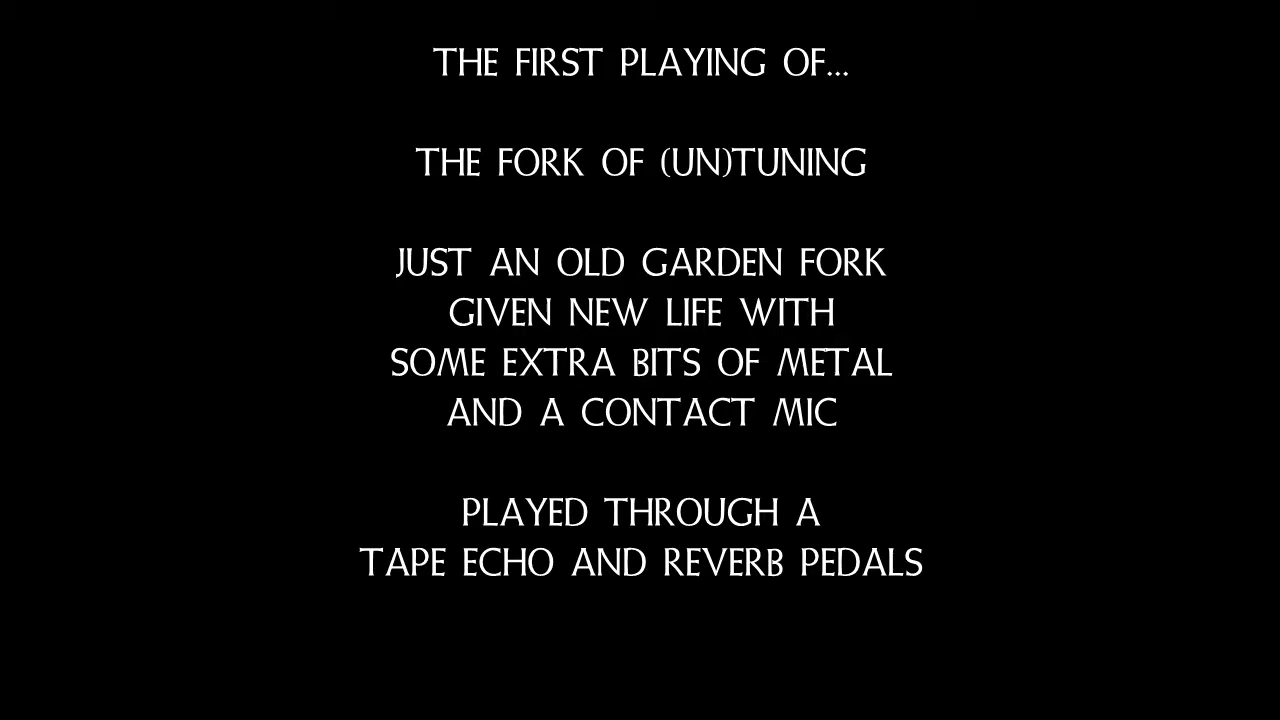 THE FIRST PLAYING OF...
THE FORK OF (UN)TUNING
JUST AN OLD GARDEN FORK
GIVEN NEW LIFE WITH
SOME EXTRA BITS OF METAL
AND A CONTACT MIC
PLAYED THROUGH A
TAPE ECHO AND REVERB PEDALS